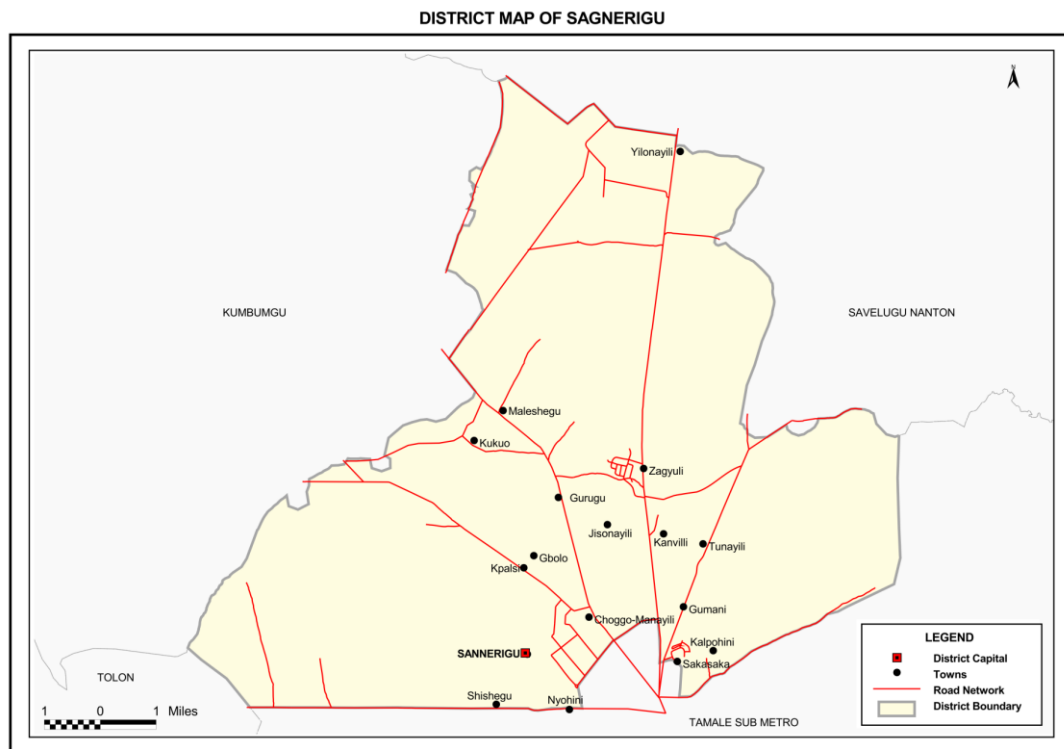 DISTRICT MAP OF SAGNERIGU
N
Yilonayili
KUMBUMGU
SAVELUGU NANTON
Maleshegu
Kukuo
Zagyuli
Gurugu
Jisonayili
Kanvilli
Tunayili
Gbolo
Kpalsi
Gumani
Choggo-Manayili
Kalpohini
SANNERIGU
Sakasaka
TOLON
Shishegu
Nyohini
TAMALE SUB METRO
1 0 1 Miles
LEGEND
District Capital
Towns
Road Network
District Boundary